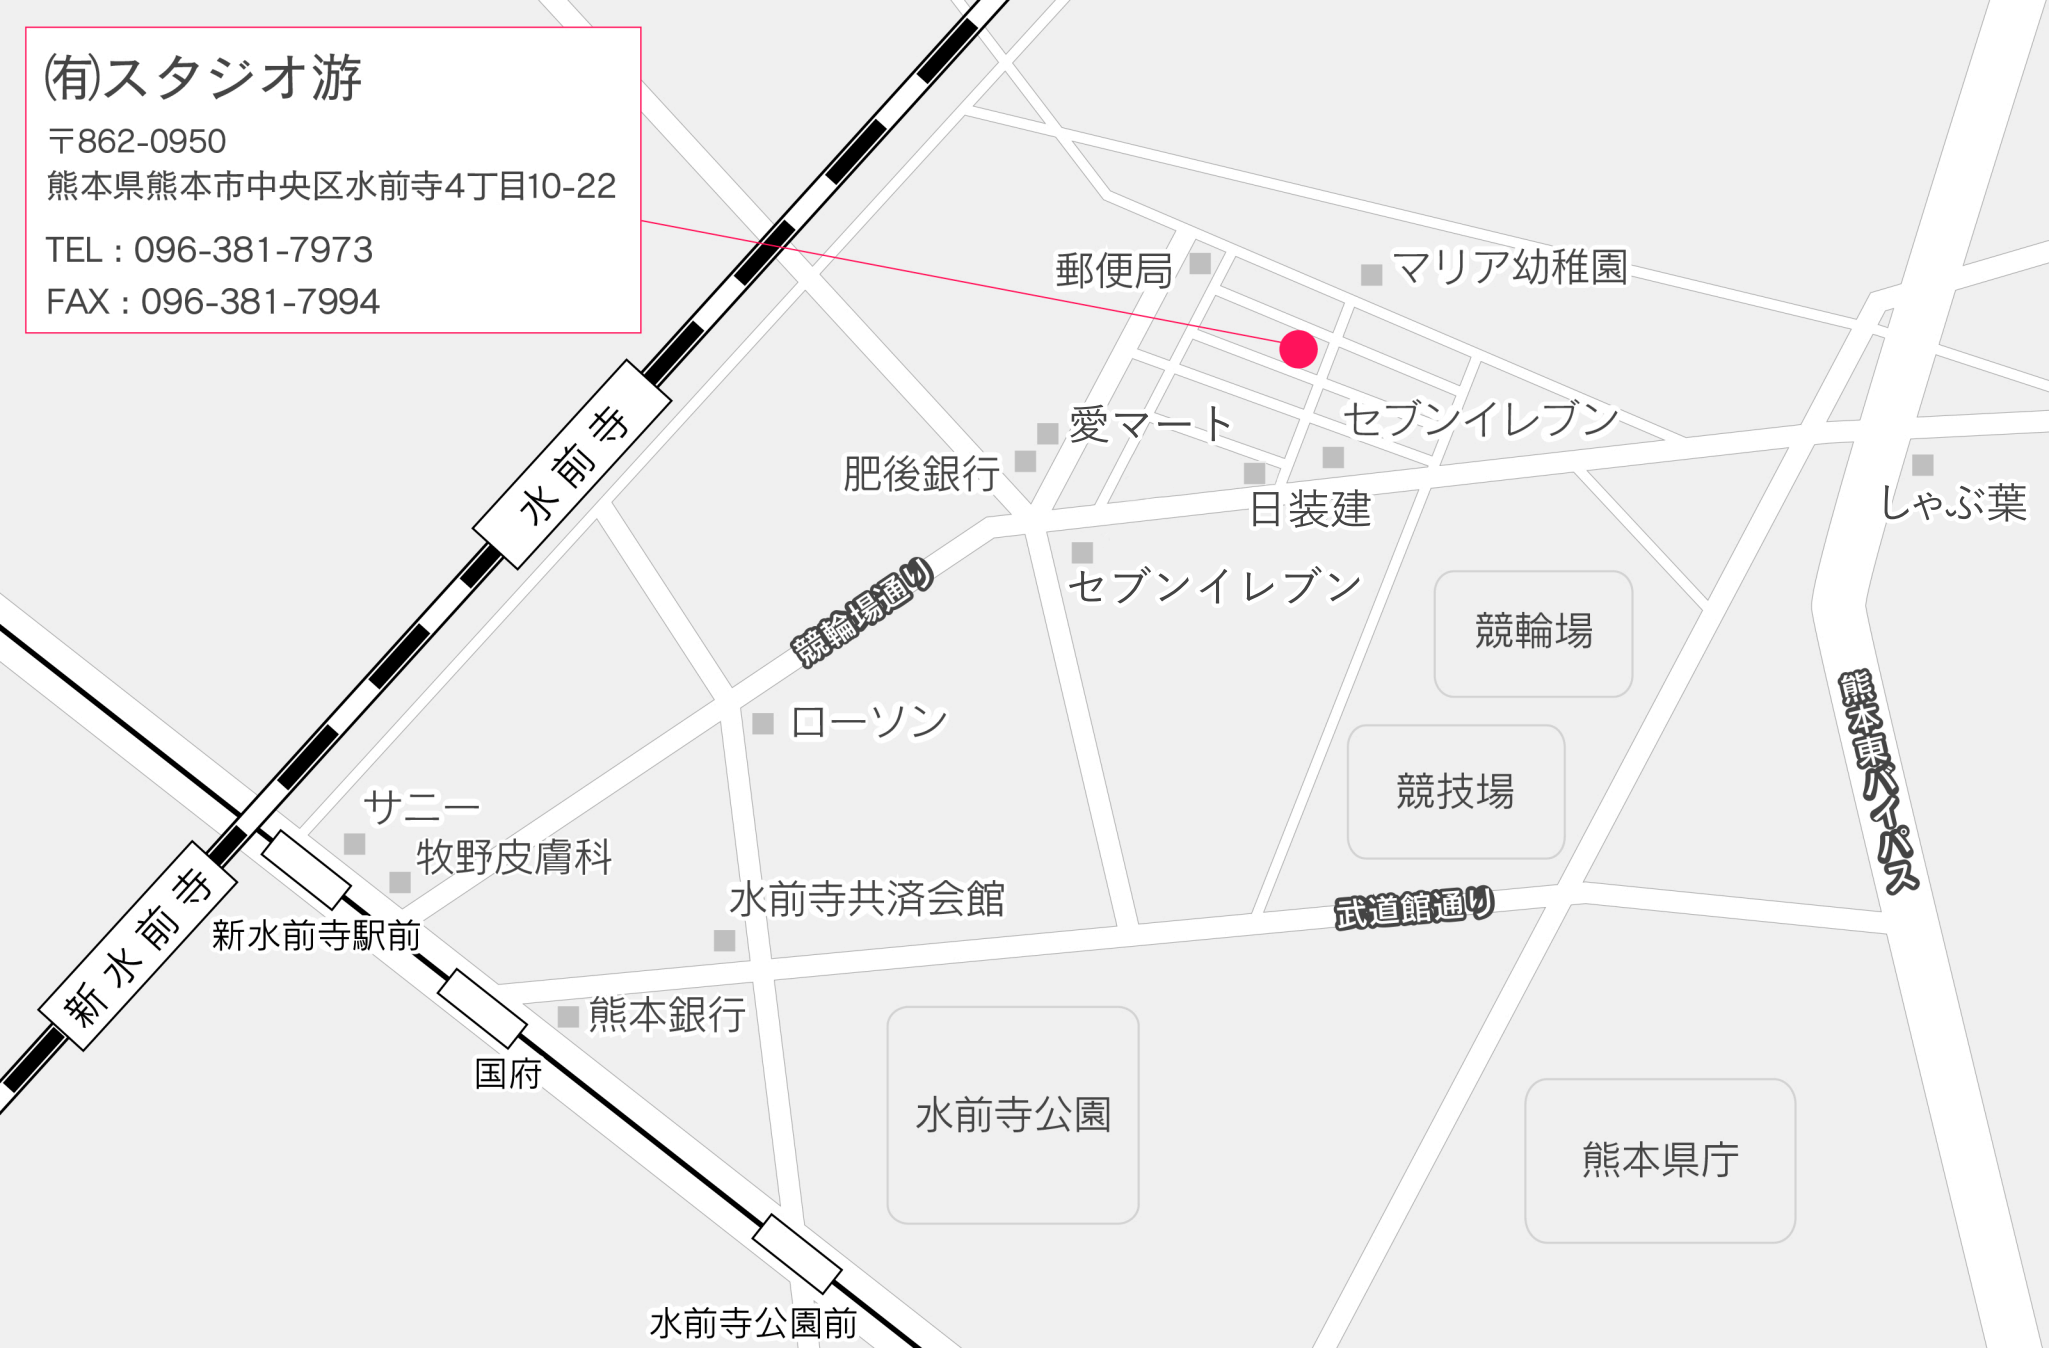 ㈲スタジオ游
〒862-0950
熊本県熊本市中央区水前寺4丁目10-22
TEL : 096-381-7973
FAX : 096-381-7994
郵便局
マリア幼稚園
水前寺
愛マート
セブンイレブン
肥後銀行
日装建
しゃぶ葉
セブンイレブン
競輪場通り
競輪場
熊本東バイパス
ローソン
競技場
サニー
牧野皮膚科
新水前寺
新水前寺駅前
水前寺共済会館
武道館通り
熊本銀行
国府
水前寺公園
熊本県庁
水前寺公園前